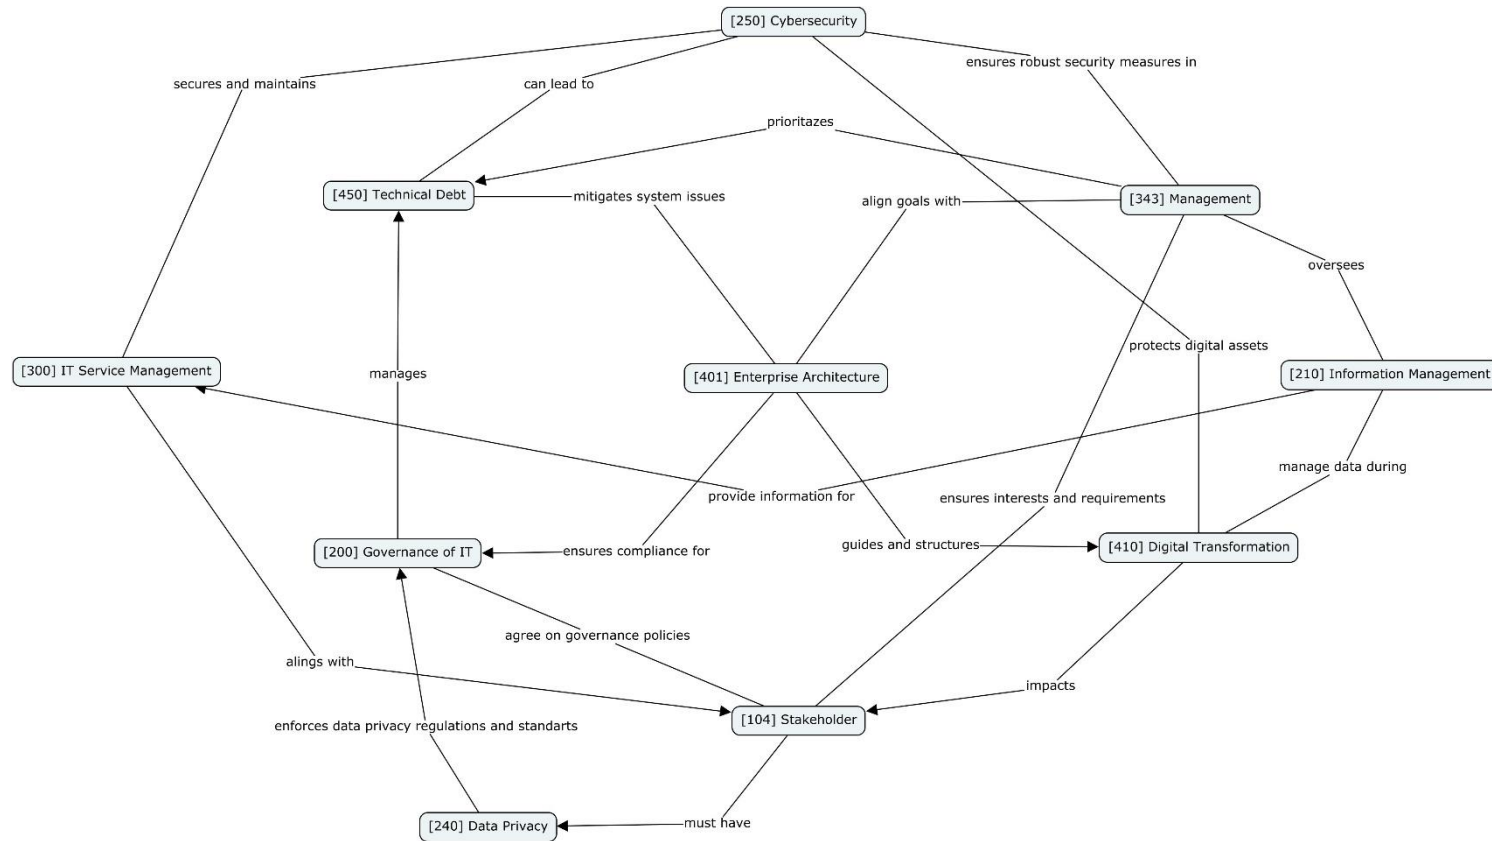 [250] Cybersecurity
ensures robust security measures in
secures and maintains
can lead to
prioritazes
[450] Technical Debt
mitigates system issues
align goals with
[343] Management
oversees
protects digital assets
[300] IT Service Management
manages
[401] Enterprise Architecture
[210] Information Management
manage data during
provide information for
ensures interests and requirements
[200] Governance of IT
ensures compliance for
guides and structures
[410] Digital Transformation
agree on governance policies
alings with
impacts
[104] Stakeholder
enforces data privacy regulations and standarts
[240] Data Privacy
must have